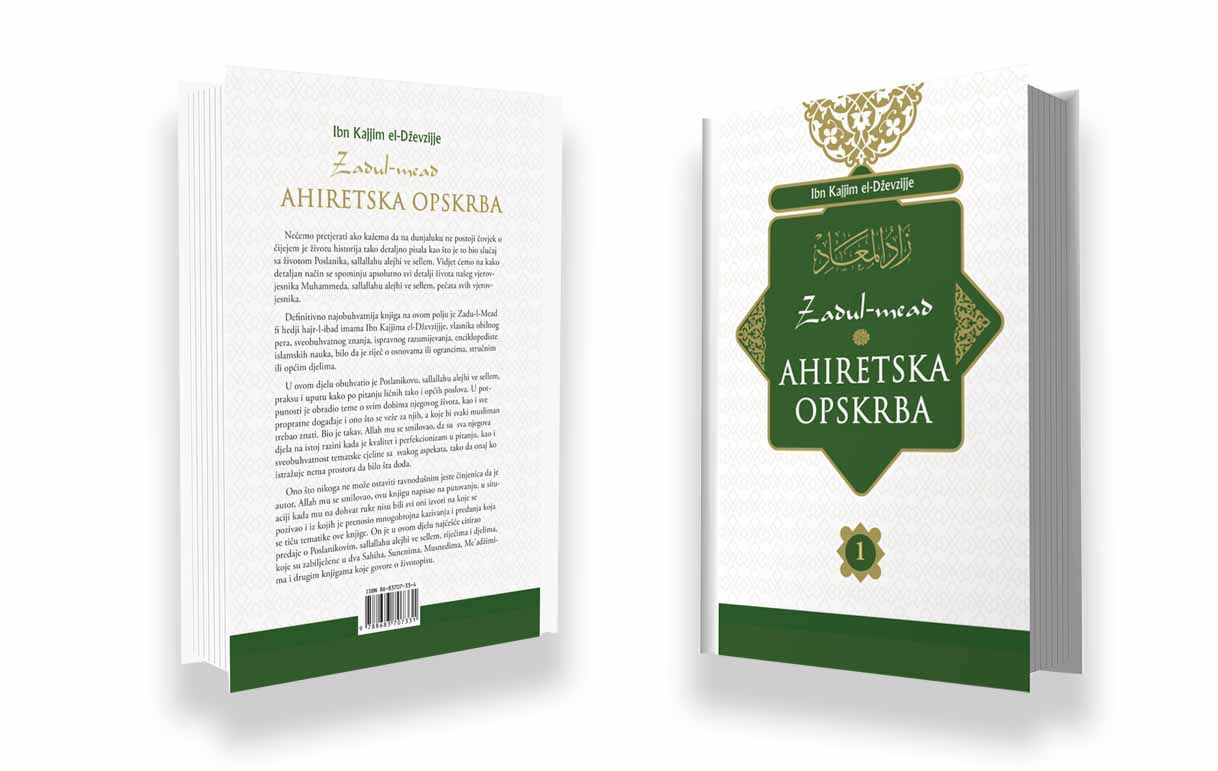 Ibn Kajjim el-Dževzijje
Zadul-mead
AHIRETSKA OPSKRBA
Nećemo pretjerati ako kažemo da na dunjaluku ne postoji čovjek o
čijejem je životu historija tako detaljno pisala kao što je to bio slučaj
sa životom Poslanika, sallallahu alejhi ve sellem. Vidjet ćemo na kako
detaljan način se spominju apsolutno svi detalji života našeg vjerov-
jesnika Muhammeda, sallallahu alejhi ve sellem, pečata svih vjerov-
jesnika.
Definitivno najobuhvatnija knjiga na ovom polju je Zadu-l-Mead
fi hedji hajr-l-ibad imama Ibn Kajjima el-Dževzijje, vlasnika obilnog
pera, sveobuhvatnog znanja, ispravnog razumijevanja, enciklopediste
islamskih nauka, bilo da je riječ o osnovama ili ograncima, stručnim
ili općim djelima.
U ovom djelu obuhvatio je Poslanikovu, sallallahu alejhi ve sellem,
praksu i uputu kako po pitanju ličnih tako i općih poslova. U pot-
punosti je obradio teme o svim dobima njegovog života, kao i sve
propratne događaje i ono što se veže za njih, a koje bi svaki musliman
trebao znati. Bio je takav, Allah mu se smilovao, da su sva njegova
djela na istoj razini kada je kvalitet i perfekcionizam u pitanju, kao i
sveobuhvatnost tematske cjeline sa svakog aspekata, tako da onaj ko
istražuje nema prostora da bilo šta doda.
Ono što nikoga ne može ostaviti ravnodušnim jeste činjenica da je
autor, Allah mu se smilovao, ovu knjigu napisao na putovanju, u situ-
aciji kada mu na dohvat ruke nisu bili svi oni izvori na koje se
pozivao i iz kojih je prenosio mnogobrojna kazivanja i predanja koja
se tiču tematike ove knjige. On je u ovom djelu najčešće citirao
predaje o Poslanikovim, sallallahu alejhi ve sellem, riječima i djelima,
koje su zabilježene u dva Sahiha, Sunenima, Musnedima, Me'adžimi-
ma i drugim knjigama koje govore o životopisu.
ISBN 86-83707-33-4
9 788683 707331
Ibn Kajjim el-Dževzijje
زَادُ الْمَعَاد
Zadul-mead
AHIRETSKA
OPSKRBA
1